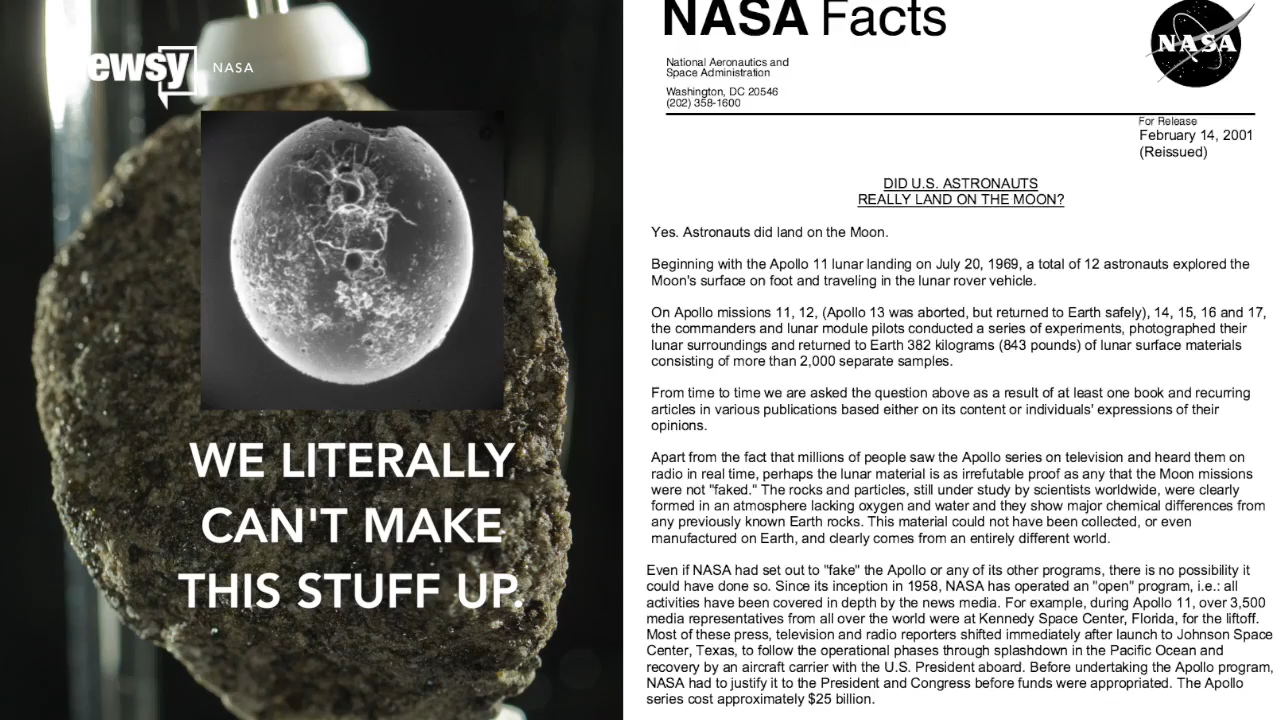 ewsy
NASA
WE LITERALLY
CAN'T MAKE
THIS STUFF UP.
NASA Facts
National Aeronautics and
Space Administration
Washington, DC 20546
(202) 358-1600
NASA
For Release
February 14, 2001
(Reissued)
DID U.S. ASTRONAUTS
REALLY LAND ON THE MOON?
Yes. Astronauts did land on the Moon.
Beginning with the Apollo 11 lunar landing on July 20, 1969, a total of 12 astronauts explored the
Moon's surface on foot and traveling in the lunar rover vehicle.
On Apollo missions 11, 12, (Apollo 13 was aborted, but returned to Earth safely), 14, 15, 16 and 17,
the commanders and lunar module pilots conducted a series of experiments, photographed their
lunar surroundings and returned to Earth 382 kilograms (843 pounds) of lunar surface materials
consisting of more than 2,000 separate samples.
From time to time we are asked the question above as a result of at least one book and recurring
articles in various publications based either on its content or individuals' expressions of their
opinions.
Apart from the fact that millions of people saw the Apollo series on television and heard them on
radio in real time, perhaps the lunar material is as irrefutable proof as any that the Moon missions
were not "faked." The rocks and particles, still under study by scientists worldwide, were clearly
formed in an atmosphere lacking oxygen and water and they show major chemical differences from
any previously known Earth rocks. This material could not have been collected, or even
manufactured on Earth, and clearly comes from an entirely different world.
Even if NASA had set out to "fake" the Apollo or any of its other programs, there is no possibility it
could have done so. Since its inception in 1958, NASA has operated an "open" program, i.e.: all
activities have been covered in depth by the news media. For example, during Apollo 11, over 3,500
media representatives from all over the world were at Kennedy Space Center, Florida, for the liftoff.
Most of these press, television and radio reporters shifted immediately after launch to Johnson Space
Center, Texas, to follow the operational phases through splashdown in the Pacific Ocean and
recovery by an aircraft carrier with the U.S. President aboard. Before undertaking the Apollo program,
NASA had to justify it to the President and Congress before funds were appropriated. The Apollo
series cost approximately $25 billion.